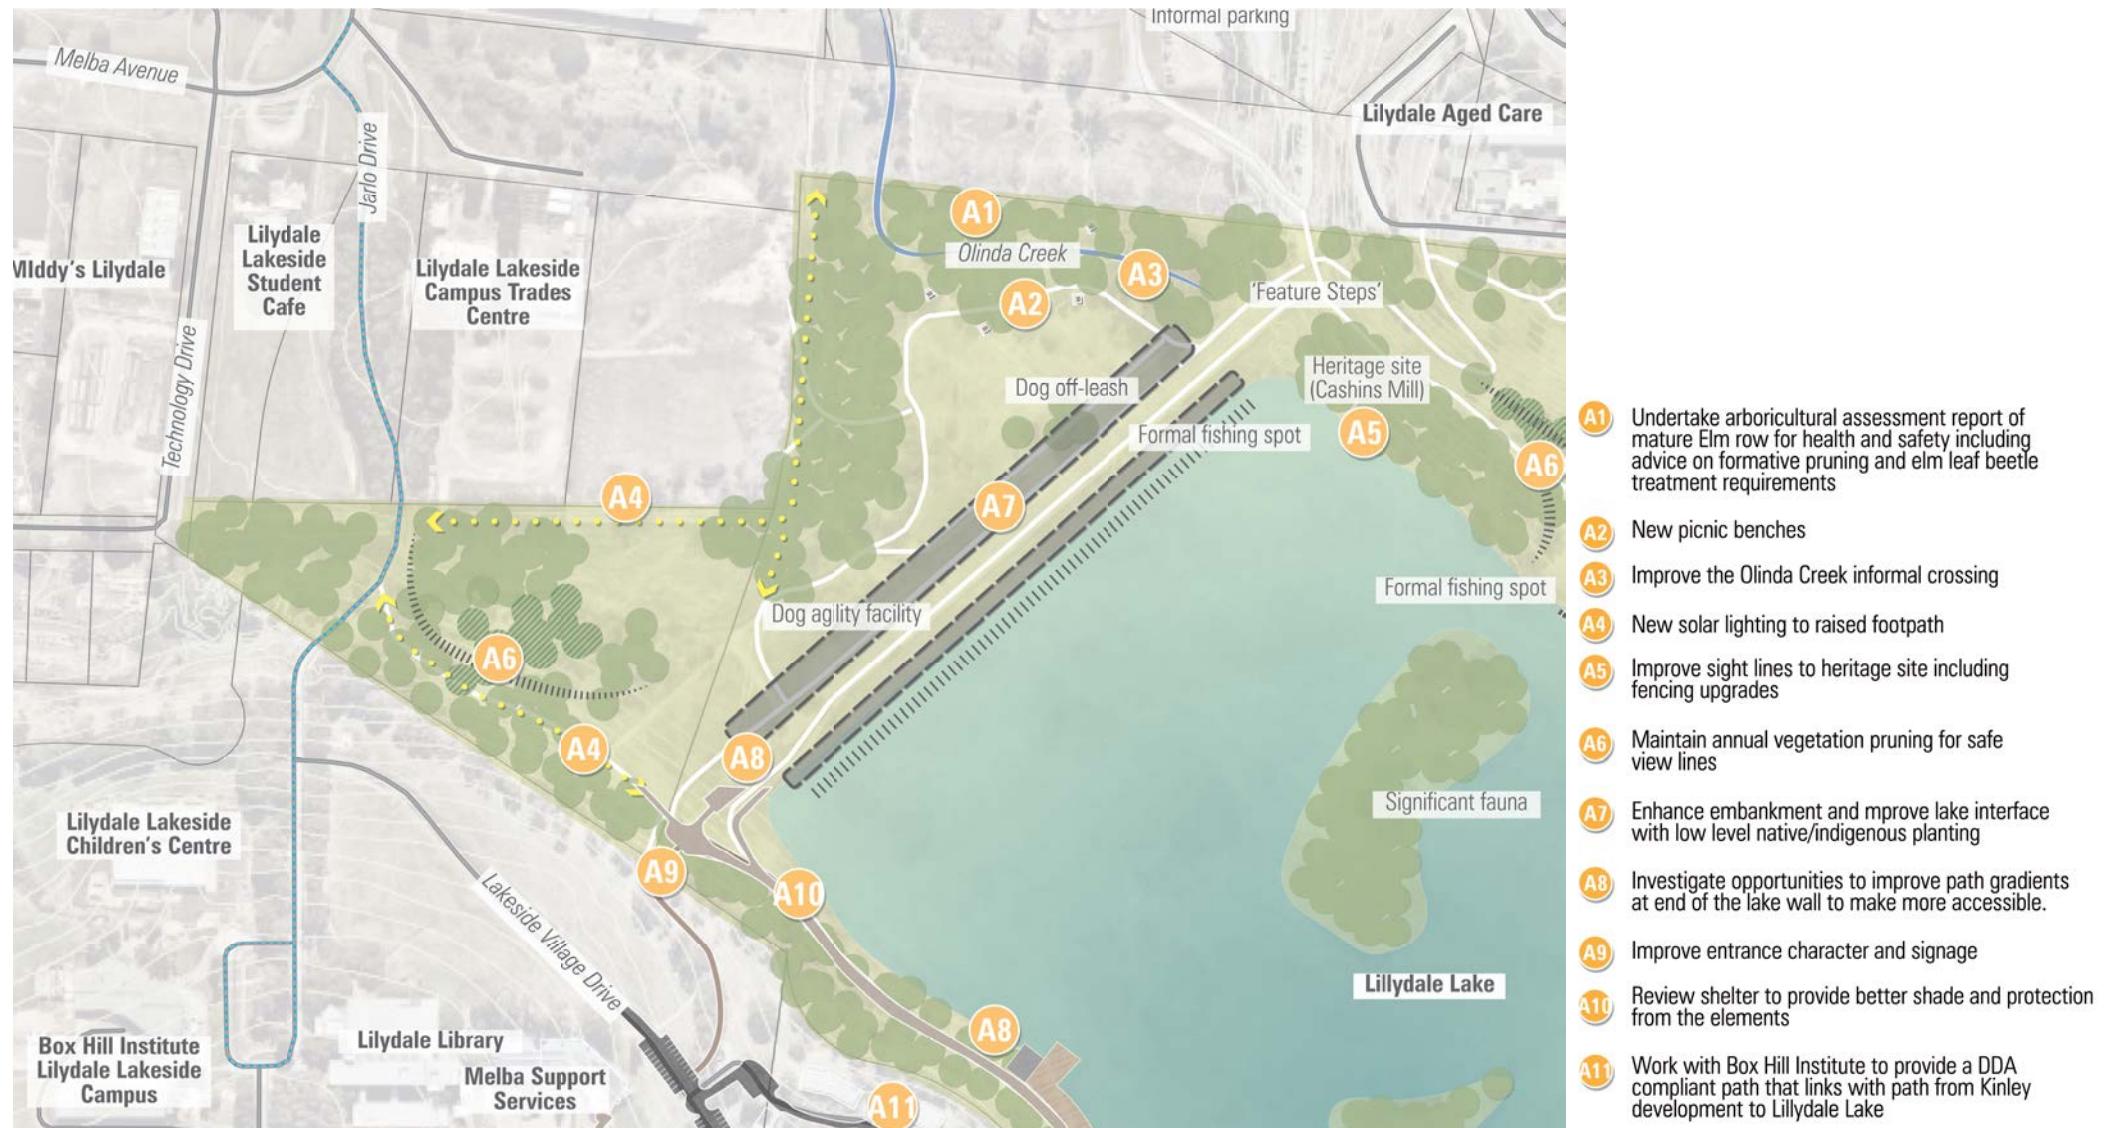 Informal parking
Melba Avenue
Lilydale Aged Care
Jarlo Drive
A1
Lilydale
Lakeside
Student
Cafe
Olinda Creek
MIddy's Lilydale
Lilydale Lakeside
Campus Trades
Centre
A3
A2
'Feature Steps'
Technology Drive
Heritage site
(Cashins Mill)
Dog off-leash
Formal fishing spot
A5
A6
A4
A7
Formal fishing spot
Dog agility facility
A6
A4
A8
Significant fauna
Lilydale Lakeside
Children's Centre
A9
A10
Lakeside Village Drive
Lillydale Lake
A8
Lilydale Library
Box Hill Institute
Lilydale Lakeside
Campus
Melba Support
Services
A11
A1 Undertake arboricultural assessment report of
mature Elm row for health and safety including
advice on formative pruning and elm leaf beetle
treatment requirements
A2 New picnic benches
A3 Improve the Olinda Creek informal crossing
A4 New solar lighting to raised footpath
A5 Improve sight lines to heritage site including
fencing upgrades
A6 Maintain annual vegetation pruning for safe
view lines
A7 Enhance embankment and mprove lake interface
with low level native/indigenous planting
A8 Investigate opportunities to improve path gradients
at end of the lake wall to make more accessible.
A9 Improve entrance character and signage
A10 Review shelter to provide better shade and protection
from the elements
A11 Work with Box Hill Institute to provide a DDA
compliant path that links with path from Kinley
development to Lillydale Lake